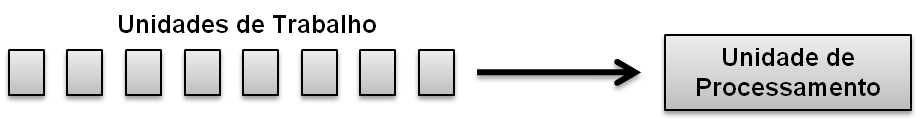 Unidades de Trabalho
Unidade de
Processamento